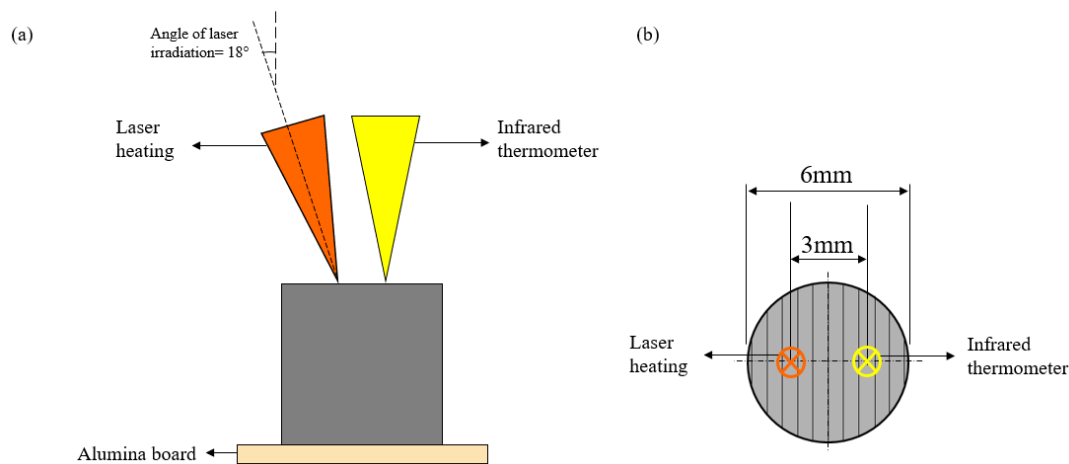 (a)
Angle of laser
irradiation= 18°
Laser
heating
Infrared
thermometer
Alumina board
(b)
6mm
3mm
Laser
heating
Infrared
thermometer